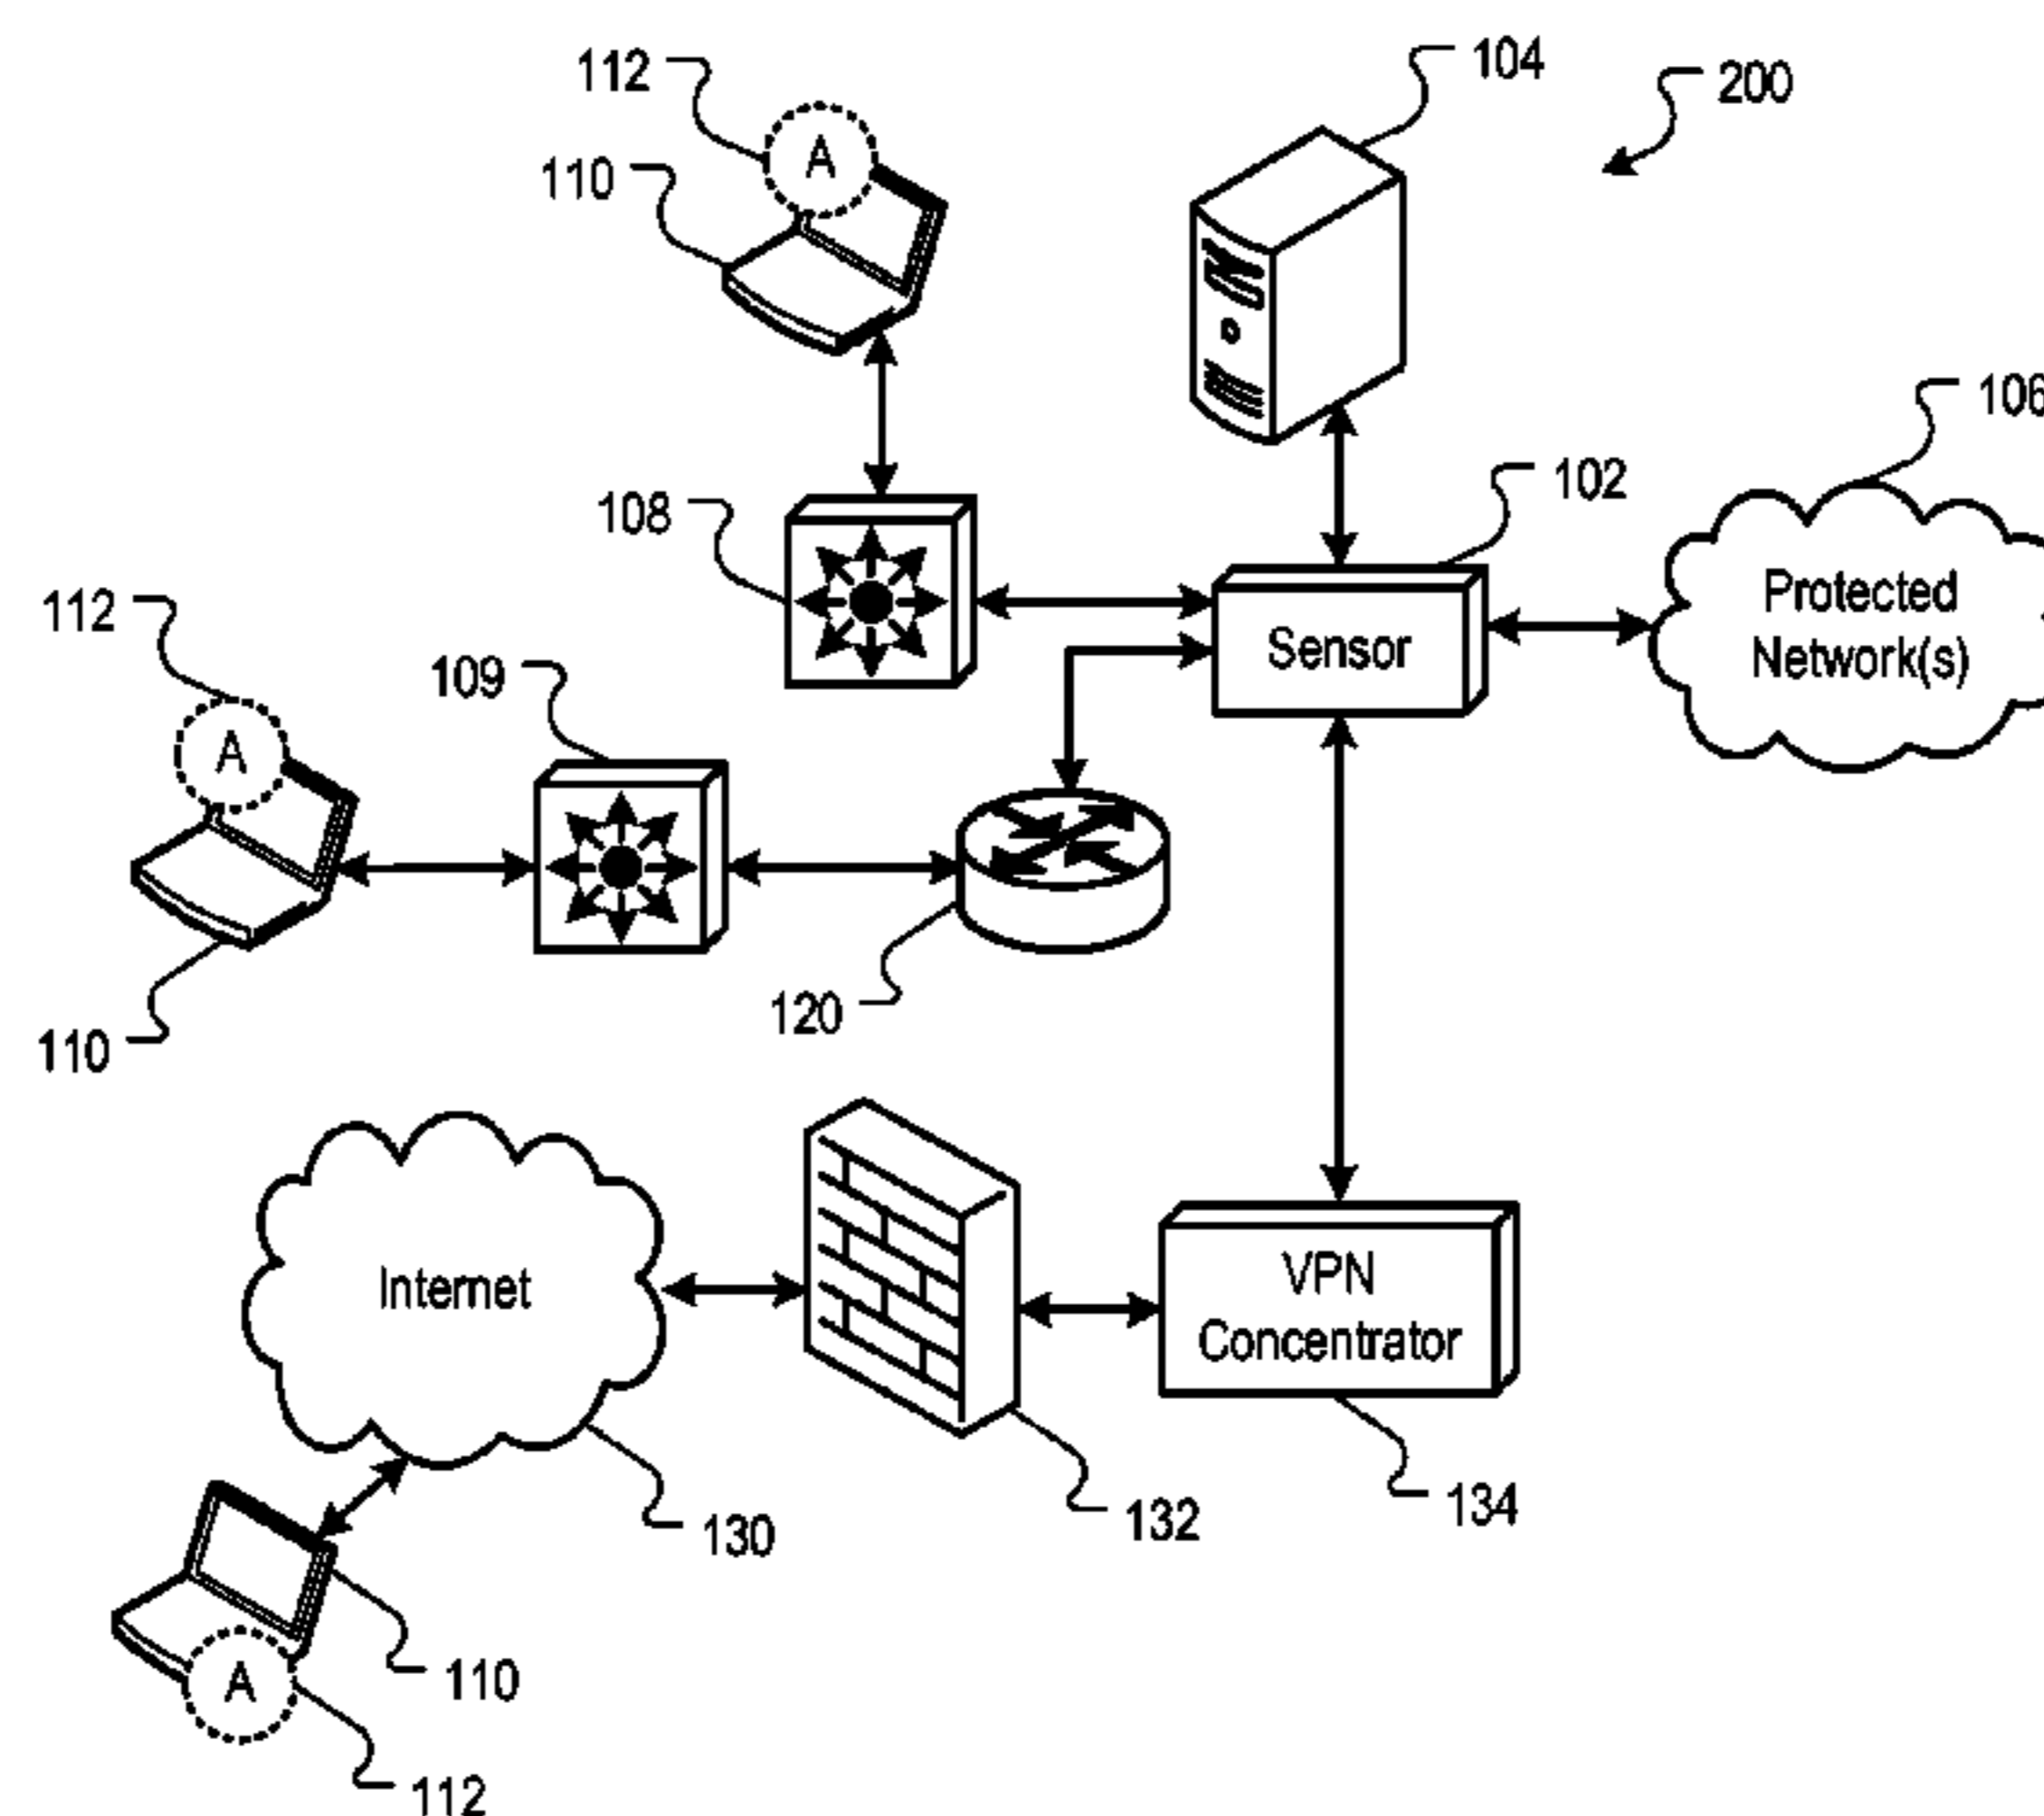 112
104
200
A
110
106
108
102
Protected
Network(s)
Sensor
112
109
A
120
110
Internet
VPN
Concentrator
130
132
134
110
A
112